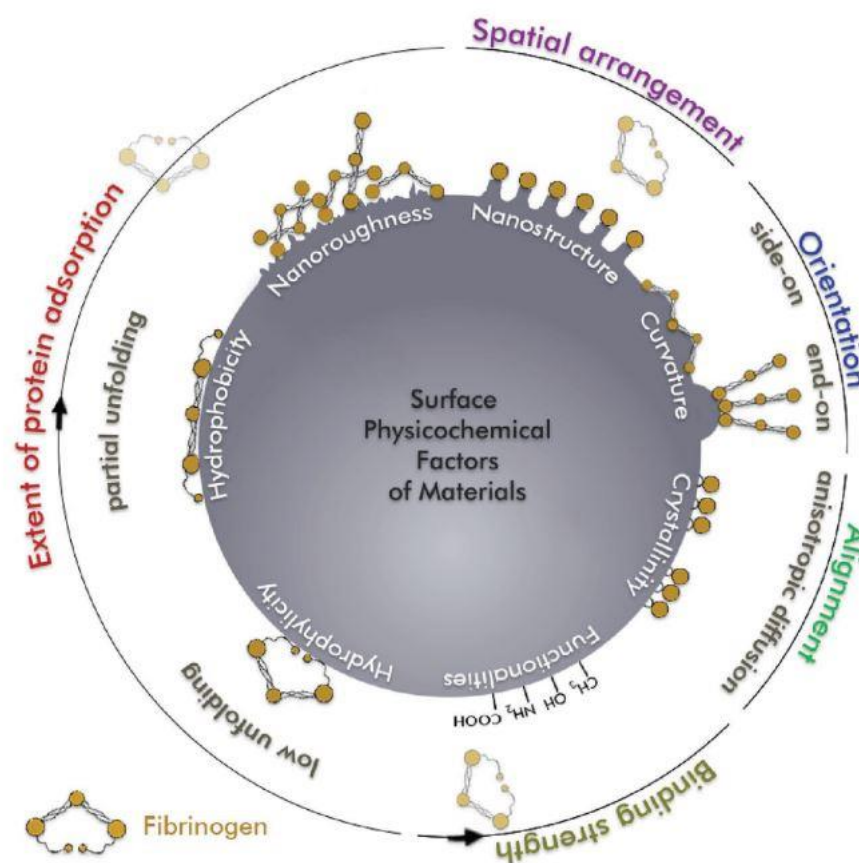 Spatial arrangement
Orientation
side-on
end-on
Alignment
anisotropic diffusion
Binding strength
low unfolding
partial unfolding
Extent of protein adsorption
Nanoroughness
Nanostructure
Curvature
Crystallinity
Functionalities
CH₃
OH
NH₂
COOH
Hydrophylicity
Hydrophobicity
Surface
Physicochemical
Factors
of Materials
Fibrinogen